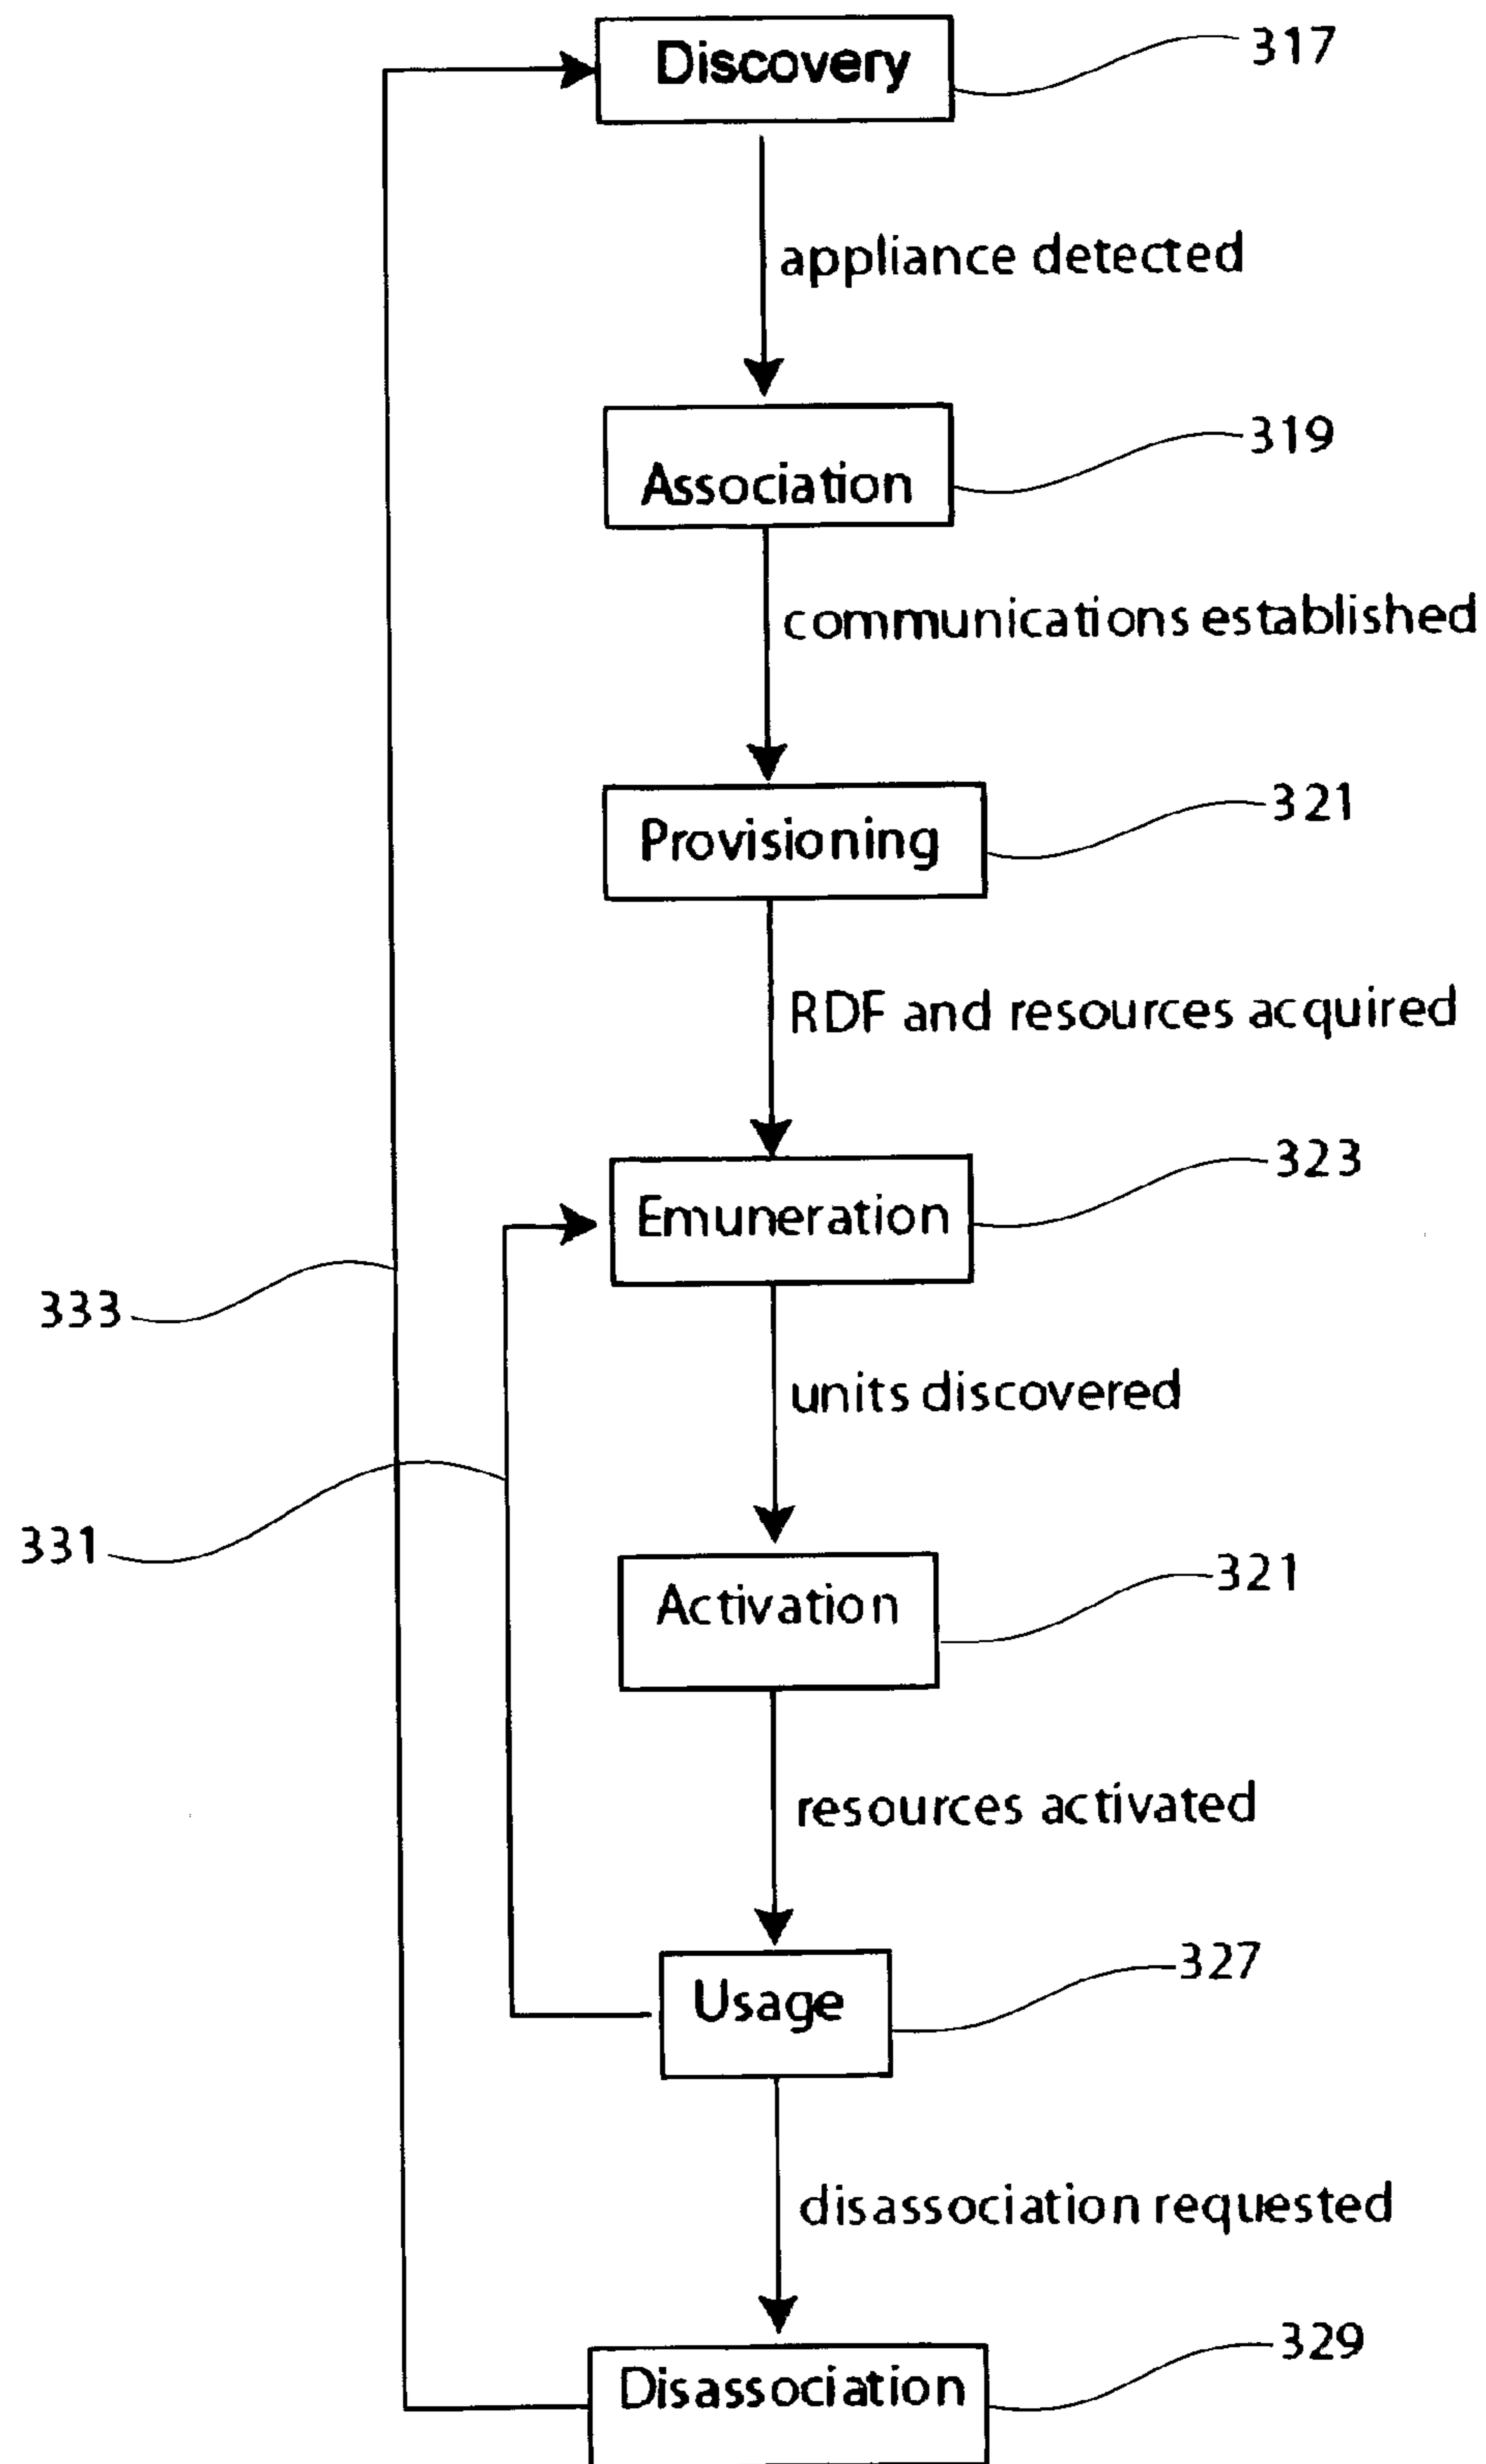 Discovery
317
appliance detected
Association
319
communications established
Provisioning
321
RDF and resources acquired
Emuneration
323
333
units discovered
331
Activation
321
resources activated
Usage
327
disassociation requested
Disassociation
329